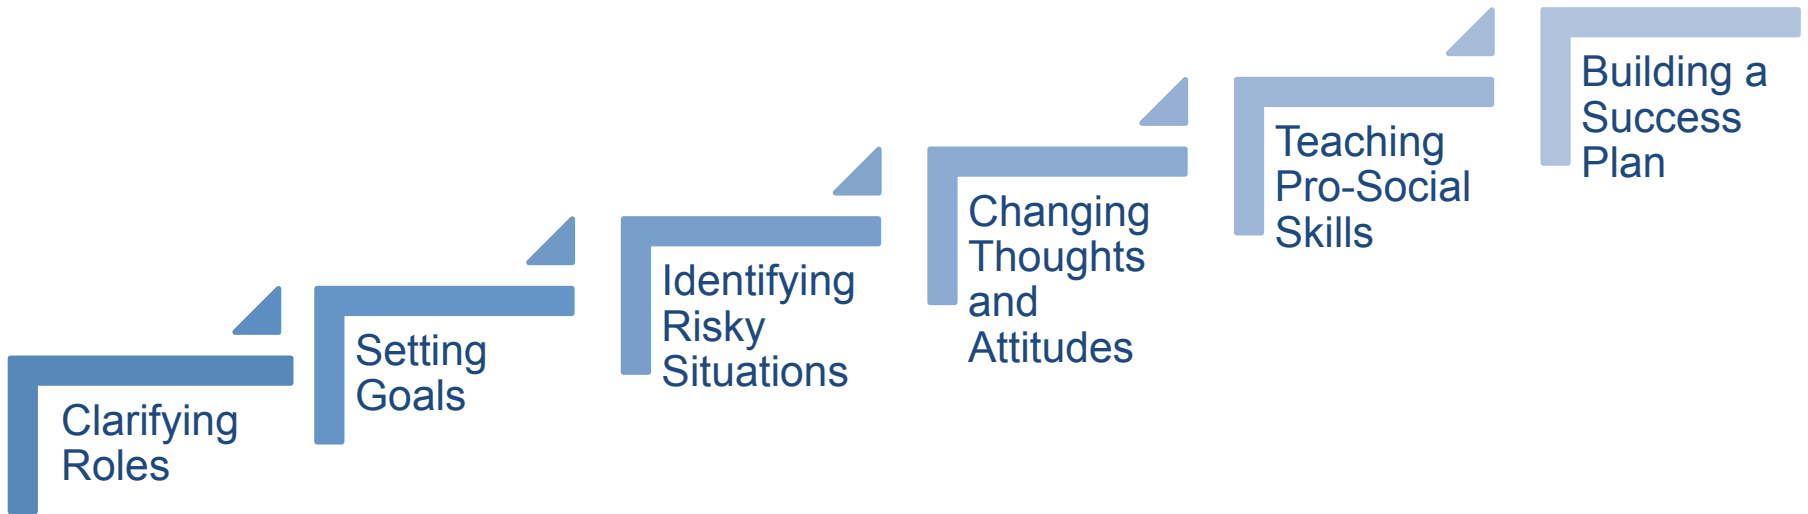 Clarifying
Roles
Setting
Goals
Identifying
Risky
Situations
Changing
Thoughts
and
Attitudes
Teaching
Pro-Social
Skills
Building a
Success
Plan